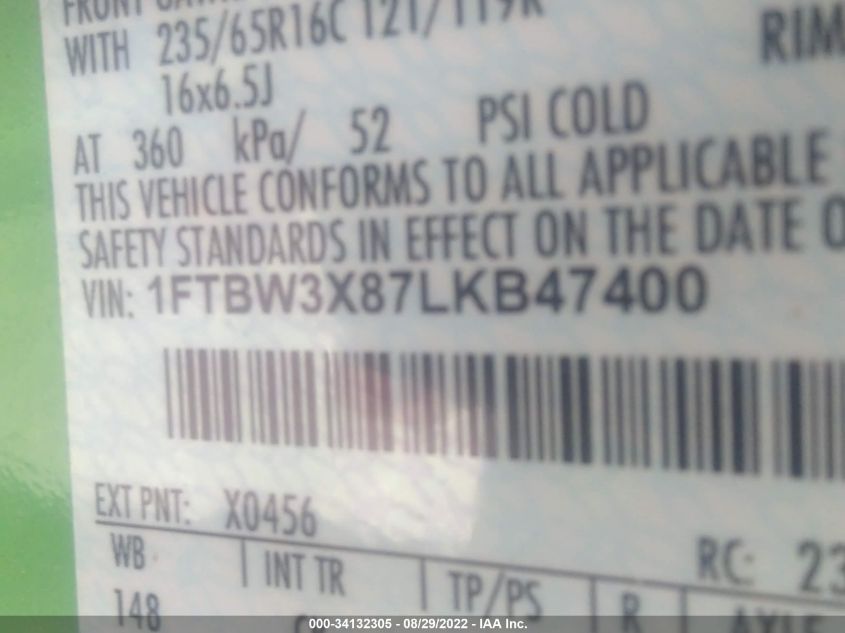 FRONT
WITH 235/65R16C 121/119R RIM
16x6.5J
AT 360 kPa/ 52 PSI COLD
THIS VEHICLE CONFORMS TO ALL APPLICABLE
SAFETY STANDARDS IN EFFECT ON THE DATE O
VIN: 1FTBW3X87LKB47400
EXT PNT: X0456
RC: 23
WB INT TR TP/PS R AXLE
148
000-34132305 - 08/29/2022 - IAA Inc.